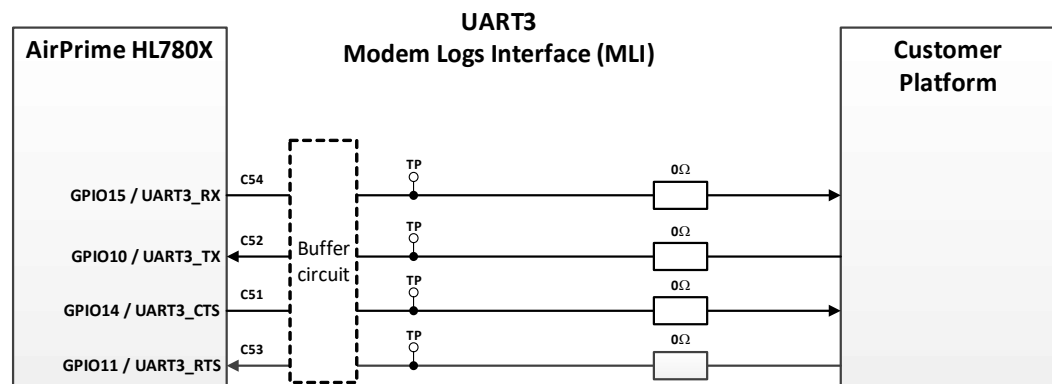 UART3
Modem Logs Interface (MLI)
AirPrime HL780X
Customer
Platform
GPIO15 / UART3_RX
C54
TP
0Ω
GPIO10 / UART3_TX
C52
TP
0Ω
Buffer
circuit
GPIO14 / UART3_CTS
C51
TP
0Ω
GPIO11 / UART3_RTS
C53
TP
0Ω